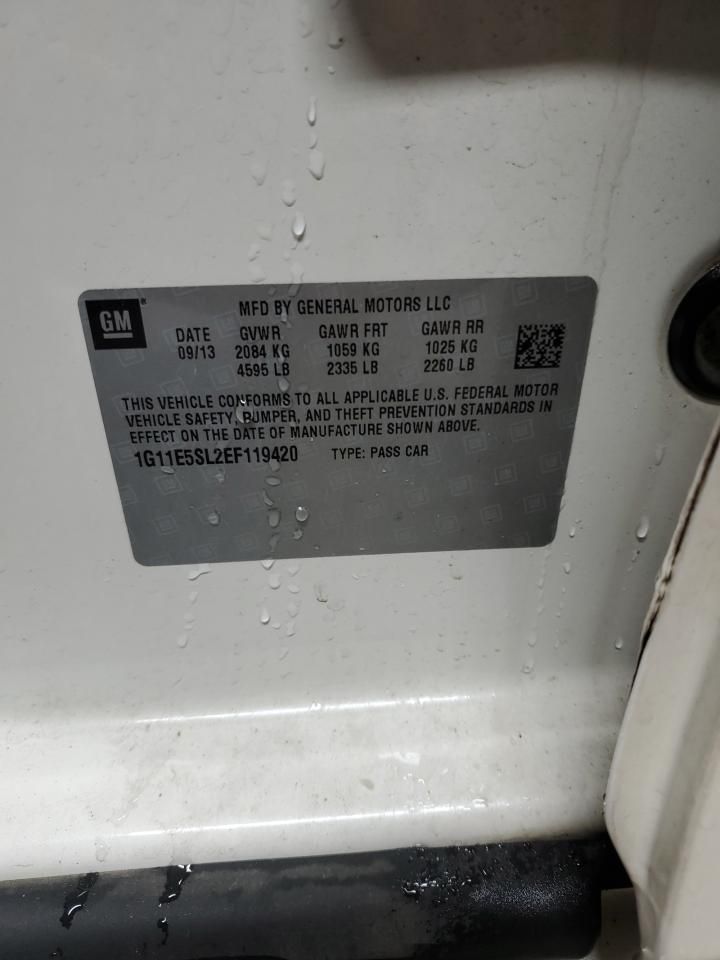 GM ® MFD BY GENERAL MOTORS LLC
DATE GVWR GAWR FRT GAWR RR
09/13 2084 KG 1059 KG 1025 KG
4595 LB 2335 LB 2260 LB
THIS VEHICLE CONFORMS TO ALL APPLICABLE U.S. FEDERAL MOTOR
VEHICLE SAFETY, BUMPER, AND THEFT PREVENTION STANDARDS IN
EFFECT ON THE DATE OF MANUFACTURE SHOWN ABOVE.
1G11E5SL2EF119420 TYPE: PASS CAR